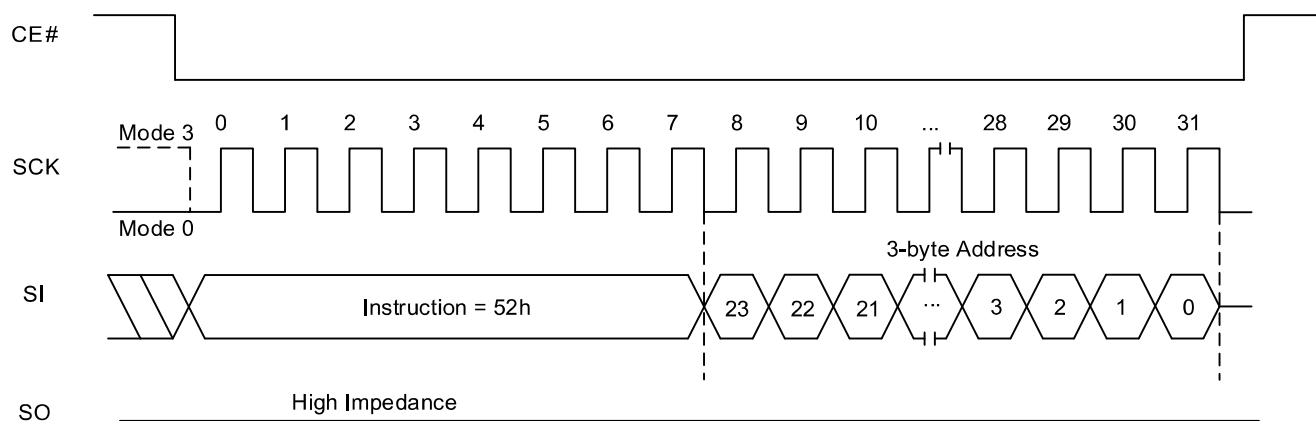 CE#
0 1 2 3 4 5 6 7 8 9 10 ... 28 29 30 31
Mode 3
SCK
Mode 0
3-byte Address
SI
Instruction = 52h
23 22 21 ... 3 2 1 0
High Impedance
SO